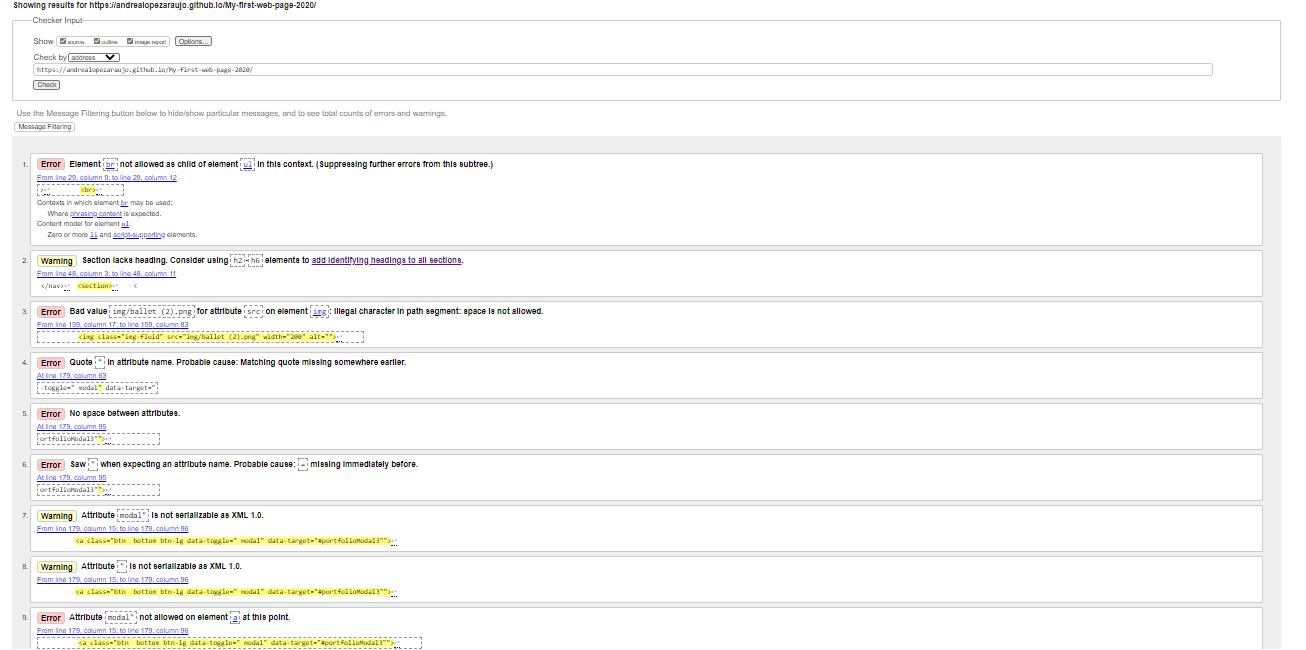 Showing results for https://andrealopezaraujo.github.io/My-first-web-page-2020/
Checker Input
Show source outline image report Options...
Check by address
https://andrealopezaraujo.github.io/My-first-web-page-2020/
Check
Use the Message Filtering button below to hide/show particular messages, and to see total counts of errors and warnings.
Message Filtering
1. Error Element br not allowed as child of element ul in this context. (Suppressing further errors from this subtree.)
From line 29, column 9; to line 29, column 12
>↩ <br>↩
Contexts in which element br may be used:
Where phrasing content is expected.
Content model for element ul:
Zero or more li and script-supporting elements.
2. Warning Section lacks heading. Consider using h2-h6 elements to add identifying headings to all sections.
From line 48, column 3; to line 48, column 11
</nav>↩ <section>↩ <
3. Error Bad value img/ballet (2).png for attribute src on element img: Illegal character in path segment: space is not allowed.
From line 159, column 17; to line 159, column 83
<img class="img-fluid" src="img/ballet (2).png" width="200" alt="">↩
4. Error Quote " in attribute name. Probable cause: Matching quote missing somewhere earlier.
At line 179, column 63
-toggle=" modal" data-target="
5. Error No space between attributes.
At line 179, column 95
ortfolioModal3"">↩
6. Error Saw " when expecting an attribute name. Probable cause: = missing immediately before.
At line 179, column 95
ortfolioModal3"">↩
7. Warning Attribute modal" is not serializable as XML 1.0.
From line 179, column 15; to line 179, column 96
<a class="btn bottom btn-lg data-toggle=" modal" data-target="#portfolioModal3"">↩
8. Warning Attribute " is not serializable as XML 1.0.
From line 179, column 15; to line 179, column 96
<a class="btn bottom btn-lg data-toggle=" modal" data-target="#portfolioModal3"">↩
9. Error Attribute modal" not allowed on element a at this point.
From line 179, column 15; to line 179, column 96
<a class="btn bottom btn-lg data-toggle=" modal" data-target="#portfolioModal3"">↩